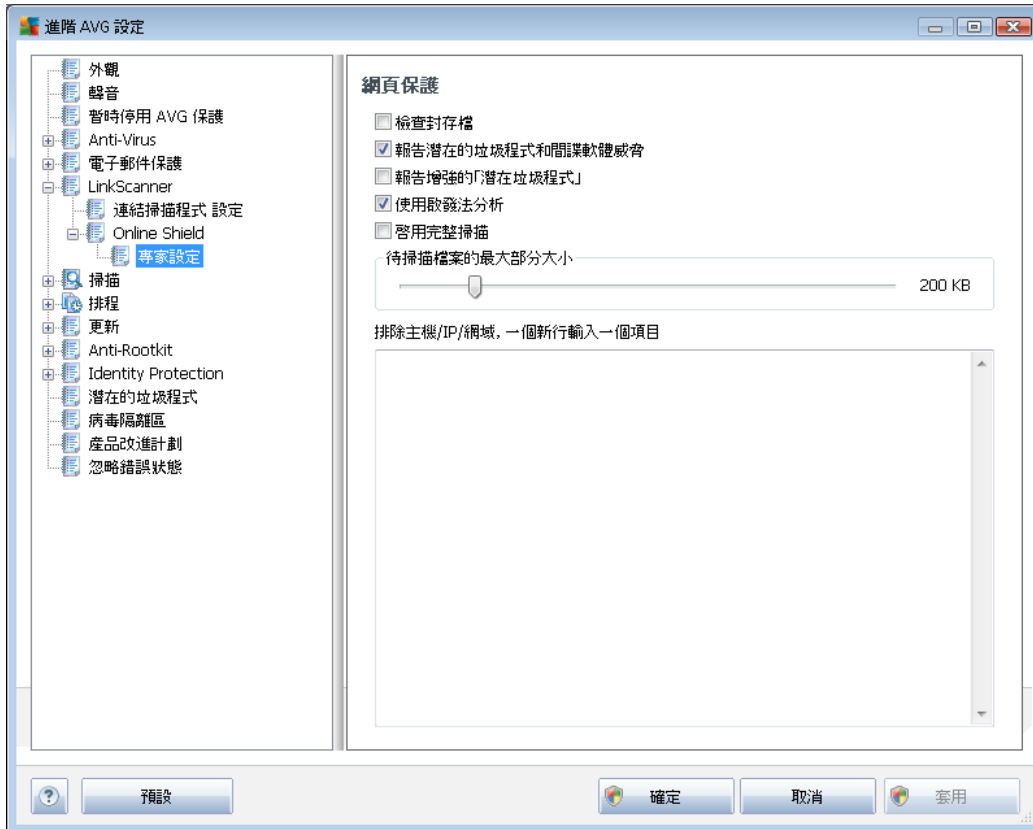 進階 AVG 設定
外觀
聲音
暫時停用 AVG 保護
Anti-Virus
電子郵件保護
LinkScanner
連結掃描程式 設定
Online Shield
專家設定
掃描
排程
更新
Anti-Rootkit
Identity Protection
潛在的垃圾程式
病毒隔離區
產品改進計劃
忽略錯誤狀態
網頁保護
檢查封存檔
報告潛在的垃圾程式和間諜軟體威脅
報告增強的「潛在垃圾程式」
使用啟發法分析
啓用完整掃描
待掃描檔案的最大部分大小
200 KB
排除主機/IP/網域, 一個新行輸入一個項目
?
預設
確定
取消
套用